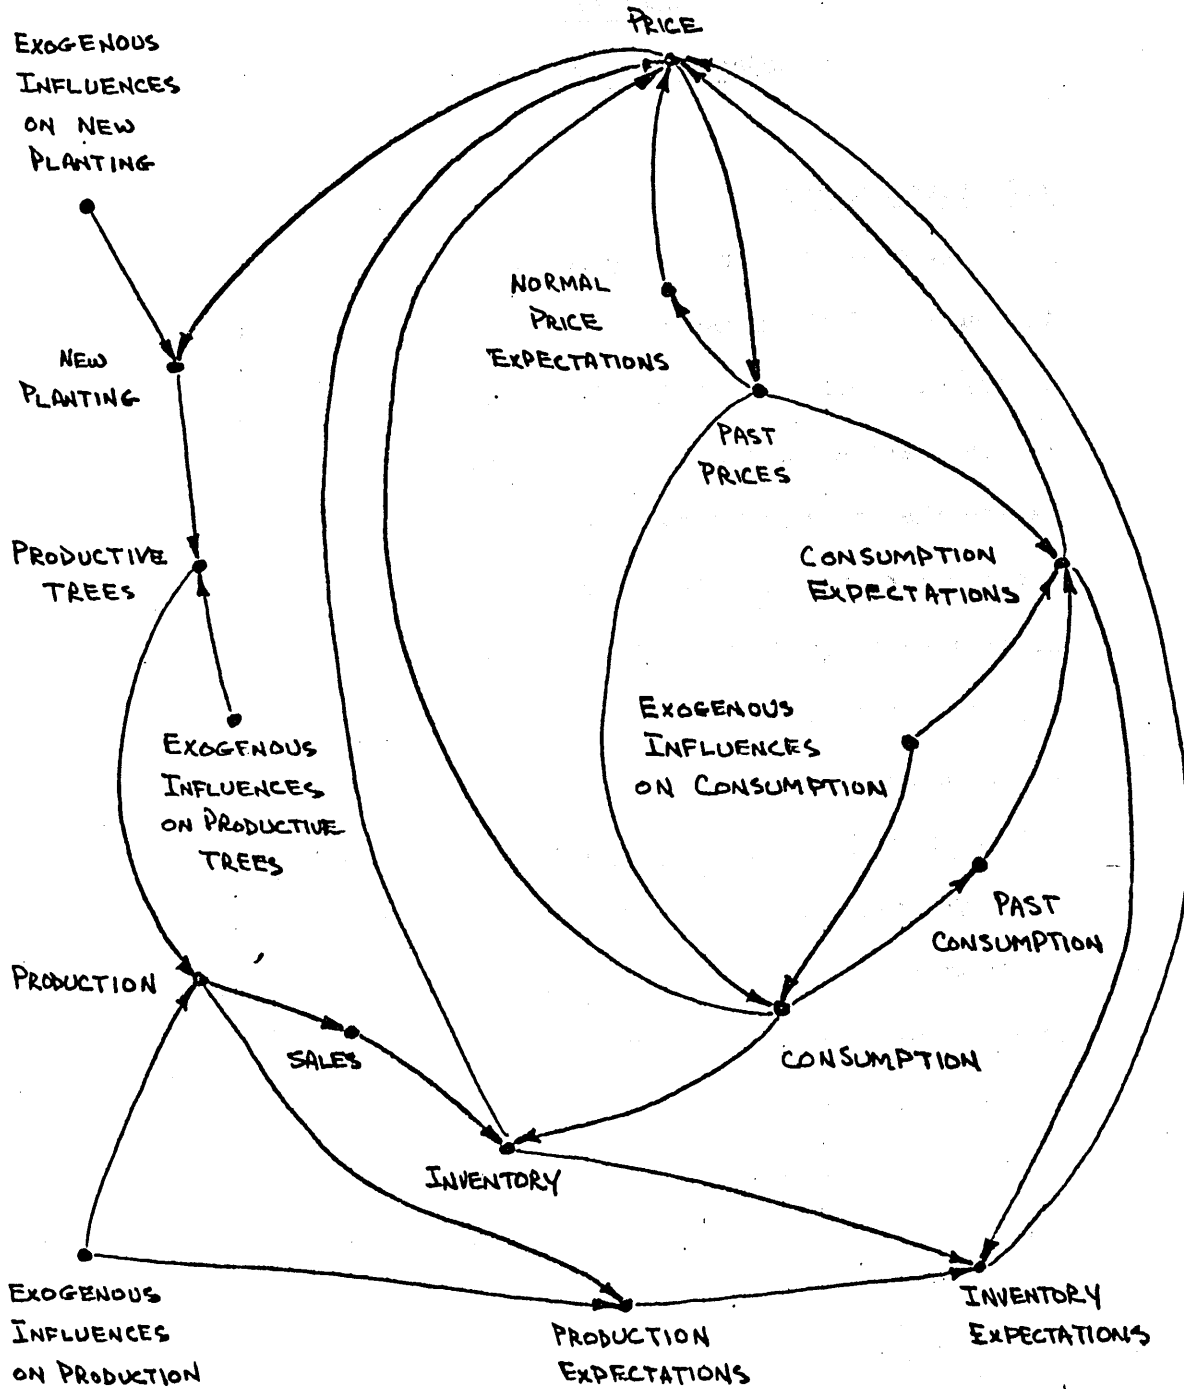 PRICE
EXOGENOUS
INFLUENCES
ON NEW
PLANTING
NORMAL
PRICE
EXPECTATIONS
NEW
PLANTING
PAST
PRICES
PRODUCTIVE
TREES
CONSUMPTION
EXPECTATIONS
EXOGENOUS
INFLUENCES
ON CONSUMPTION
EXOGENOUS
INFLUENCES
ON PRODUCTIVE
TREES
PAST
CONSUMPTION
PRODUCTION
SALES
CONSUMPTION
INVENTORY
EXOGENOUS
INFLUENCES
ON PRODUCTION
PRODUCTION
EXPECTATIONS
INVENTORY
EXPECTATIONS